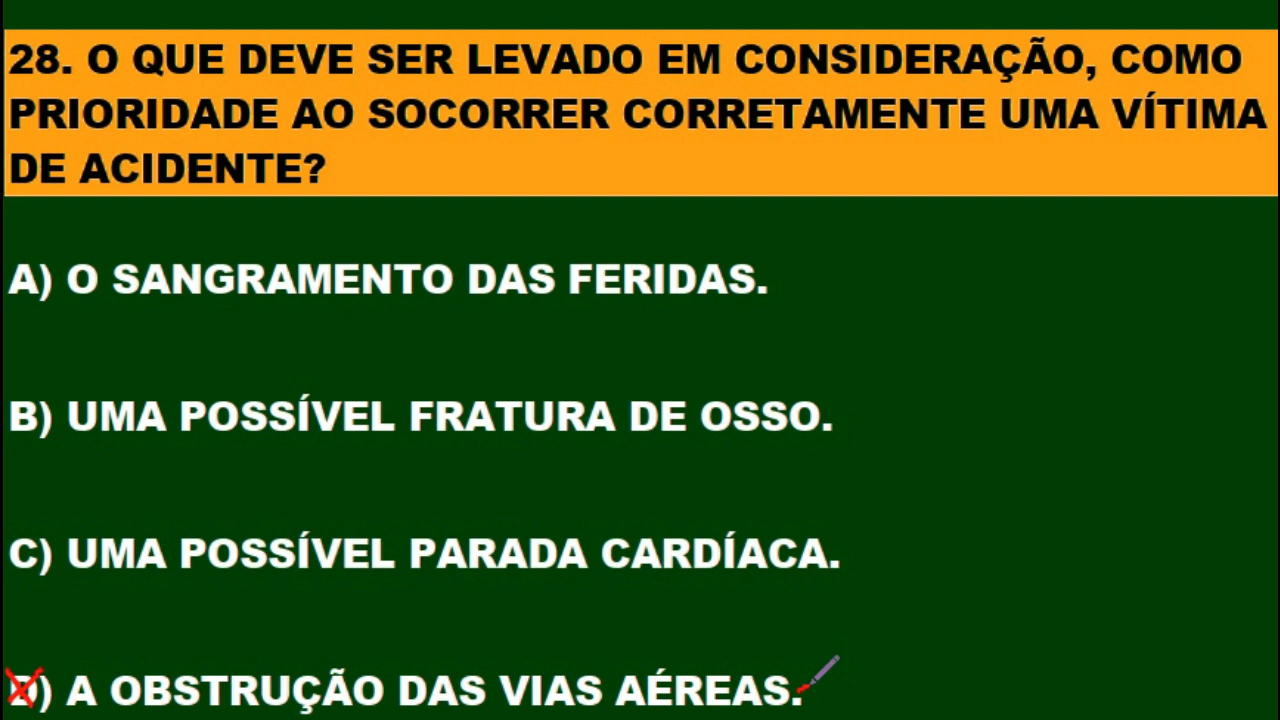 28. O QUE DEVE SER LEVADO EM CONSIDERAÇÃO, COMO
PRIORIDADE AO SOCORRER CORRETAMENTE UMA VÍTIMA
DE ACIDENTE?
A) O SANGRAMENTO DAS FERIDAS.
B) UMA POSSÍVEL FRATURA DE OSSO.
C) UMA POSSÍVEL PARADA CARDÍACA.
D) A OBSTRUÇÃO DAS VIAS AÉREAS.